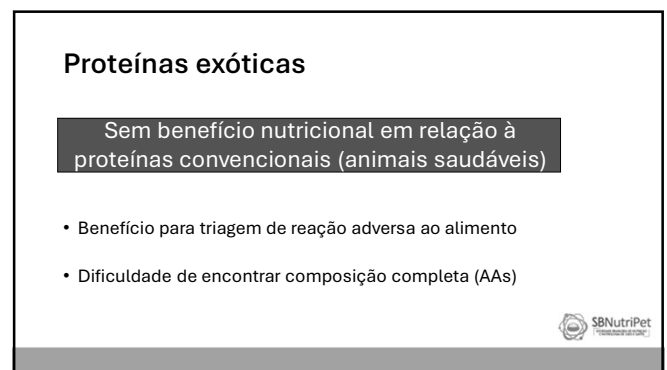 Proteínas exóticas
Sem benefício nutricional em relação à
proteínas convencionais (animais saudáveis)
• Benefício para triagem de reação adversa ao alimento
• Dificuldade de encontrar composição completa (AAs)
SBNutriPet